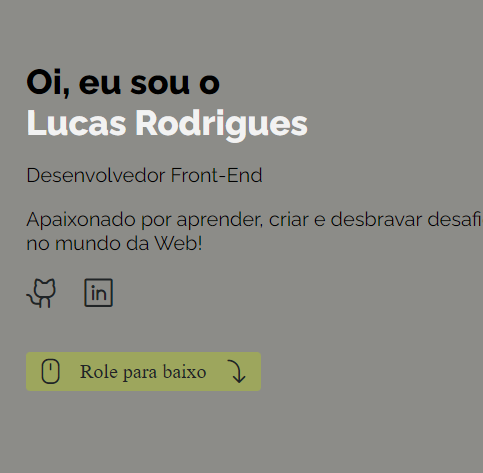 Oi, eu sou o
Lucas Rodrigues
Desenvolvedor Front-End
Apaixonado por aprender, criar e desbravar desafi
no mundo da Web!
in
Role para baixo